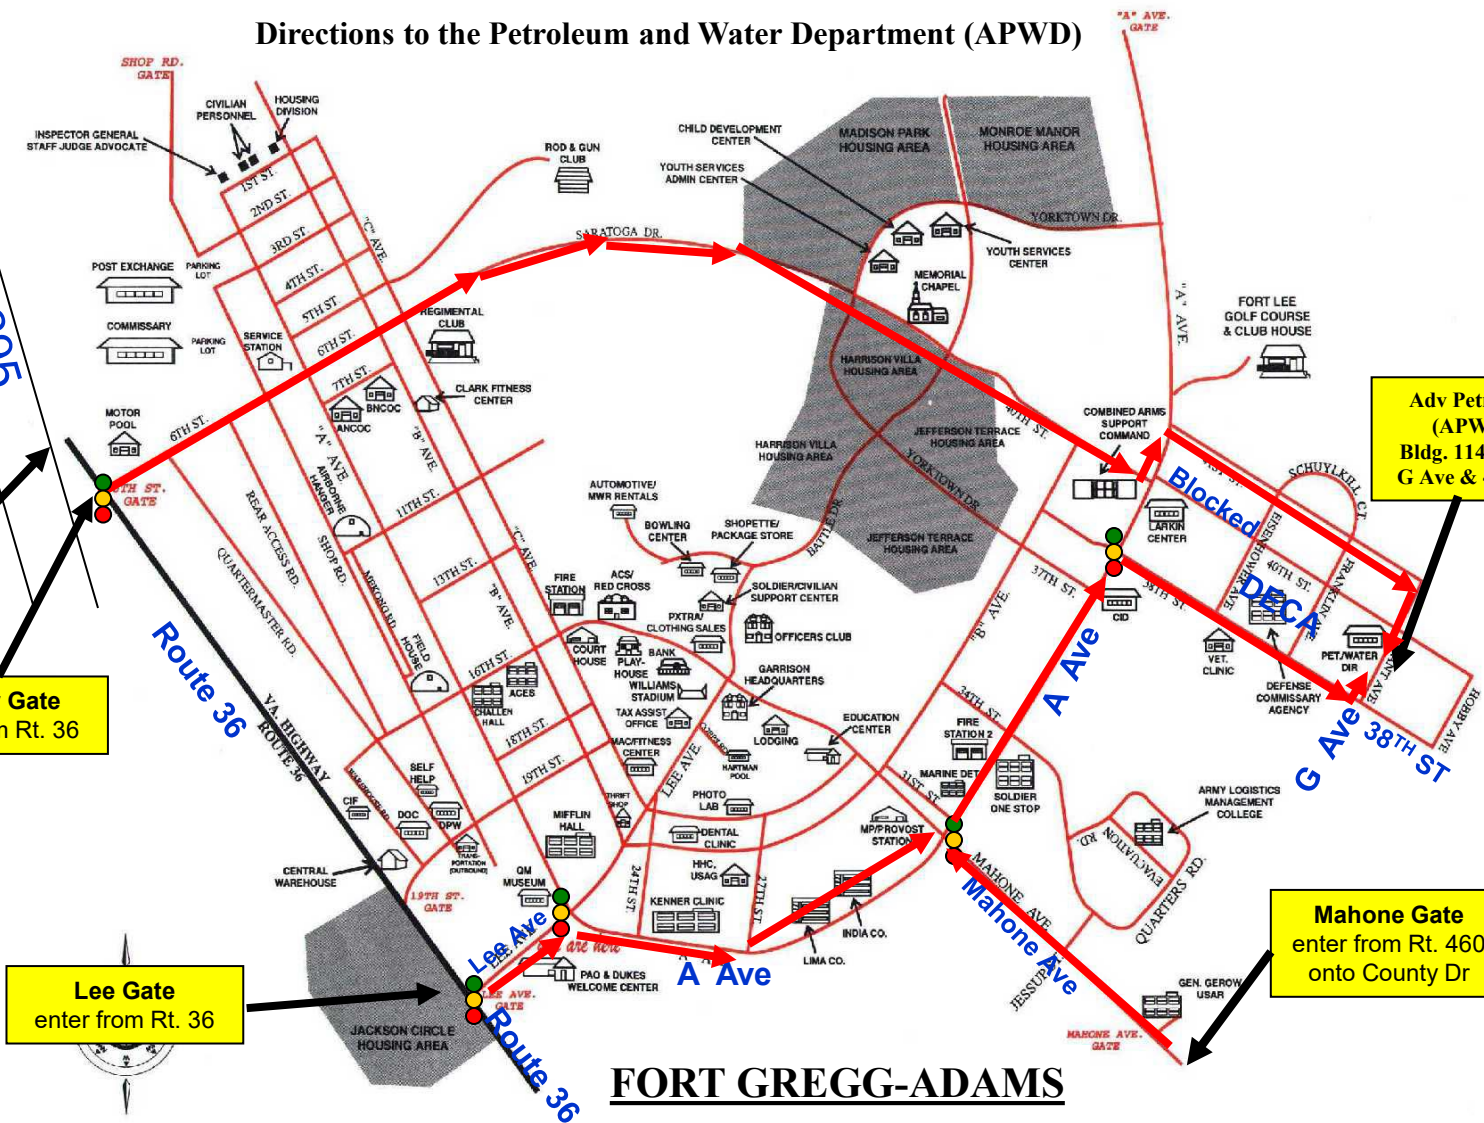 Directions to the Petroleum and Water Department (APWD)
"A" AVE.
GATE
SHOP RD.
GATE
CIVILIAN
PERSONNEL
HOUSING
DIVISION
INSPECTOR GENERAL
STAFF JUDGE ADVOCATE
1ST ST.
2ND ST.
3RD ST.
4TH ST.
5TH ST.
6TH ST.
7TH ST.
"C" AVE.
ROD & GUN
CLUB
SARATOGA DR.
CHILD DEVELOPMENT
CENTER
YOUTH SERVICES
ADMIN CENTER
MADISON PARK
HOUSING AREA
MONROE MANOR
HOUSING AREA
YORKTOWN DR.
YOUTH SERVICES
CENTER
MEMORIAL
CHAPEL
"A" AVE.
FORT LEE
GOLF COURSE
& CLUB HOUSE
POST EXCHANGE
PARKING
LOT
COMMISSARY
PARKING
LOT
SERVICE
STATION
REGIMENTAL
CLUB
CLARK FITNESS
CENTER
BNCOC
ANCOC
"A" AVE.
"B" AVE.
MOTOR
POOL
6TH ST.
GATE
6TH ST.
AIRBORNE
HANGER
11TH ST.
13TH ST.
"C" AVE.
"B" AVE.
REAR ACCESS RD.
SHOP RD.
MEKONG RD.
QUARTERMASTER RD.
FIELD
HOUSE
HARRISON VILLA
HOUSING AREA
HARRISON VILLA
HOUSING AREA
JEFFERSON TERRACE
HOUSING AREA
JEFFERSON TERRACE
HOUSING AREA
YORKTOWN DR.
BATTLE DR.
40TH ST.
COMBINED ARMS
SUPPORT
COMMAND
Blocked
SCHUYLKILL CT.
LARKIN
CENTER
EISENHOWER AVE
40TH ST.
FRANKLIN AVE
DECA
38TH ST.
37TH ST.
CID
VET.
CLINIC
PET./WATER
DIR
DEFENSE
COMMISSARY
AGENCY
HOBBY AVE
G Ave
38TH ST
A Ave
"B" AVE.
34TH ST.
31ST ST.
AUTOMOTIVE/
MWR RENTALS
BOWLING
CENTER
SHOPETTE/
PACKAGE STORE
FIRE
STATION
ACS/
RED CROSS
SOLDIER/CIVILIAN
SUPPORT CENTER
PXTRA/
CLOTHING SALES
OFFICERS CLUB
COURT
HOUSE
PLAY-
HOUSE
BANK
WILLIAMS
STADIUM
GARRISON
HEADQUARTERS
TAX ASSIST
OFFICE
LODGING
EDUCATION
CENTER
MAC/FITNESS
CENTER
HARTMAN
POOL
LEE AVE.
PHOTO
LAB
DENTAL
CLINIC
THRIFT
SHOP
MIFFLIN
HALL
16TH ST.
ACES
CHALLEN
HALL
18TH ST.
19TH ST.
SELF
HELP
CIF
DOC
DPW
TRANS-
PORTATION
(OUTBOUND)
WAREHOUSE RD.
CENTRAL
WAREHOUSE
19TH ST.
GATE
QM
MUSEUM
24TH ST.
HHC.
USAG
27TH ST.
KENNER CLINIC
FIRE
STATION 2
MARINE DET
SOLDIER
ONE STOP
MP/PROVOST
STATION
INDIA CO.
LIMA CO.
ARMY LOGISTICS
MANAGEMENT
COLLEGE
EVACUATION
RD.
QUARTERS RD.
MAHONE AVE
Mahone Ave
GEN. GEROW
USAR
MAHONE AVE.
GATE
VA. HIGHWAY
ROUTE 36
Route 36
Gate
Rt. 36
Lee Gate
enter from Rt. 36
Lee Ave
LEE AVE.
GATE
are here
A Ave
PAO & DUKES
WELCOME CENTER
JACKSON CIRCLE
HOUSING AREA
Route 36
Mahone Gate
enter from Rt. 460
onto County Dr
Bldg. 114
G Ave &
FORT GREGG-ADAMS